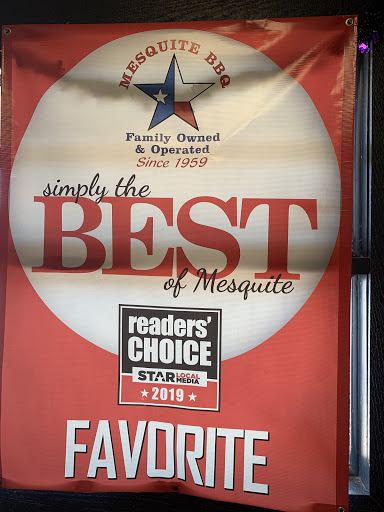 MESQUITE BBQ
Family Owned
& Operated
Since 1959
simply the
BEST
of Mesquite
readers'
CHOICE
STAR LOCAL MEDIA
★ 2019 ★
FAVORITE